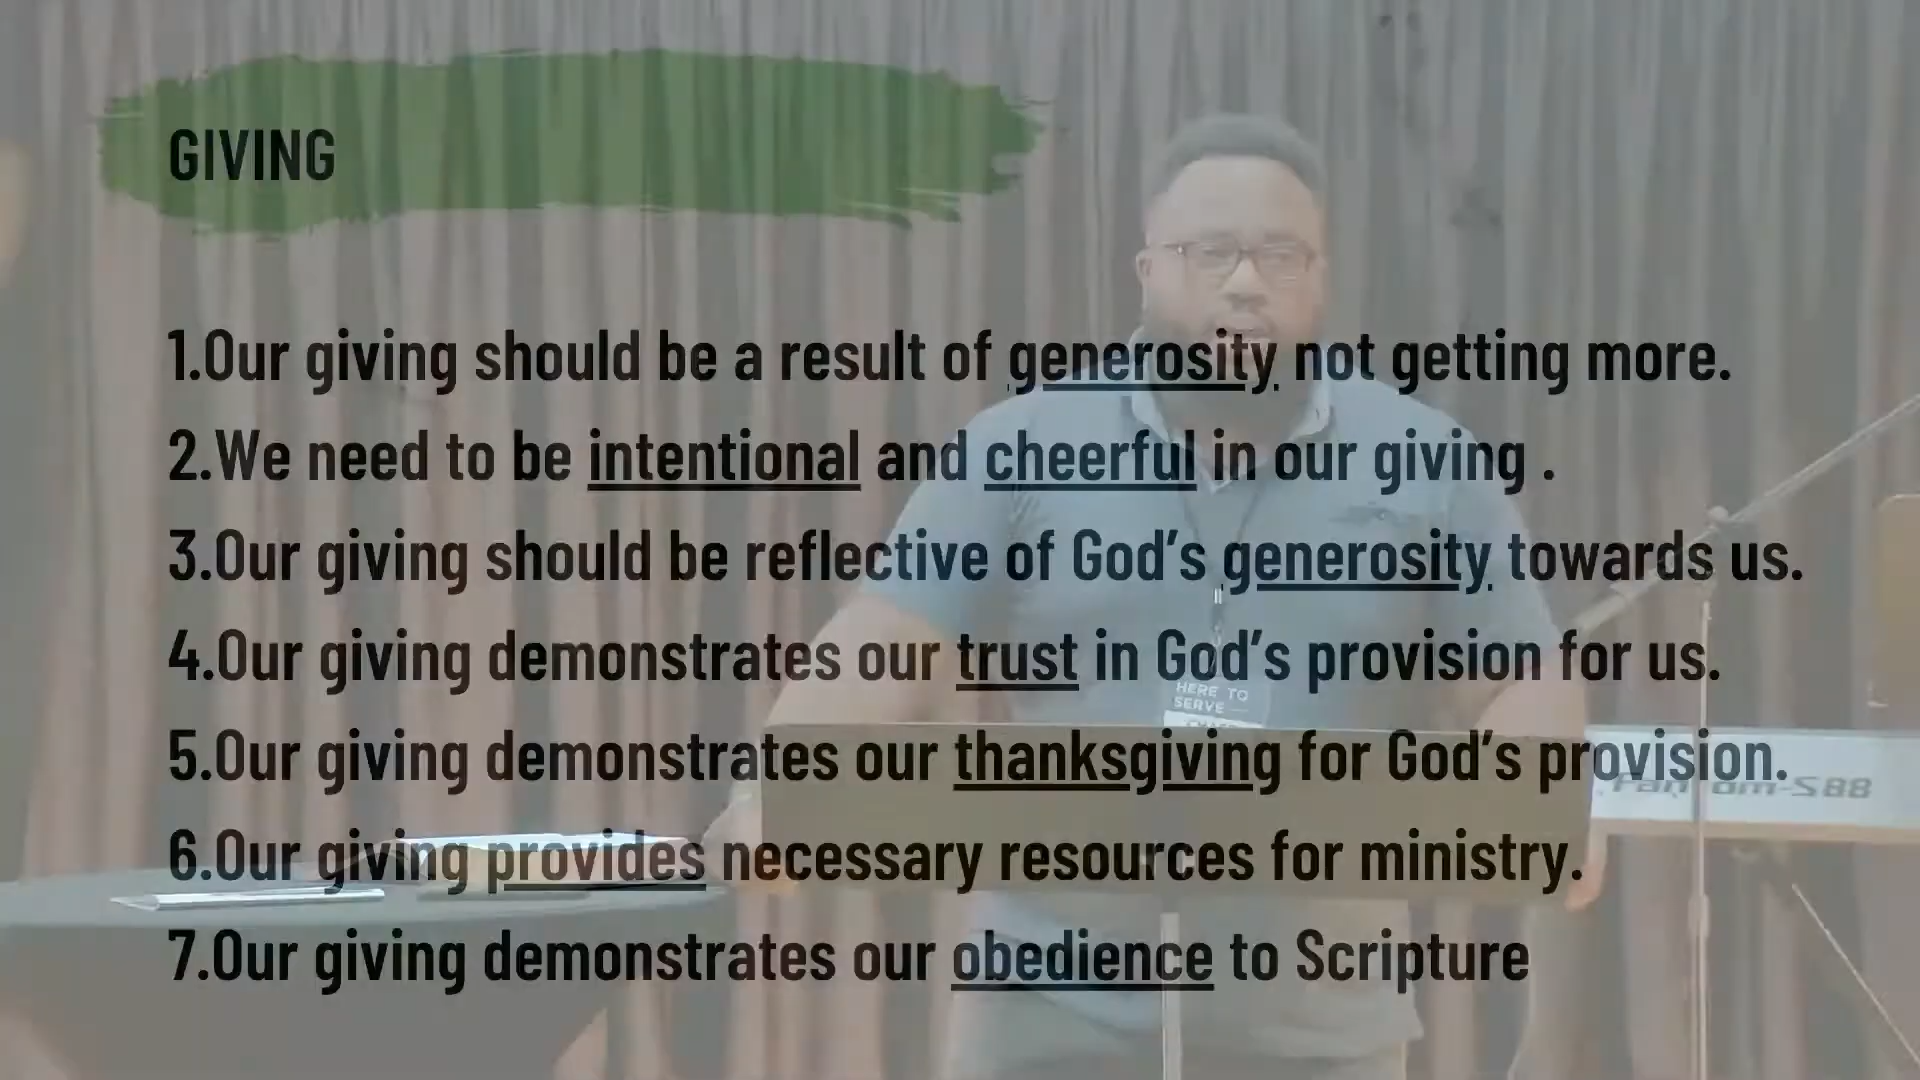 GIVING
1.Our giving should be a result of generosity not getting more.
2.We need to be intentional and cheerful in our giving .
3.Our giving should be reflective of God's generosity towards us.
4.Our giving demonstrates our trust in God's provision for us.
HERE TO
SERVE
5.Our giving demonstrates our thanksgiving for God's provision.
6.Our giving provides necessary resources for ministry.
7.Our giving demonstrates our obedience to Scripture